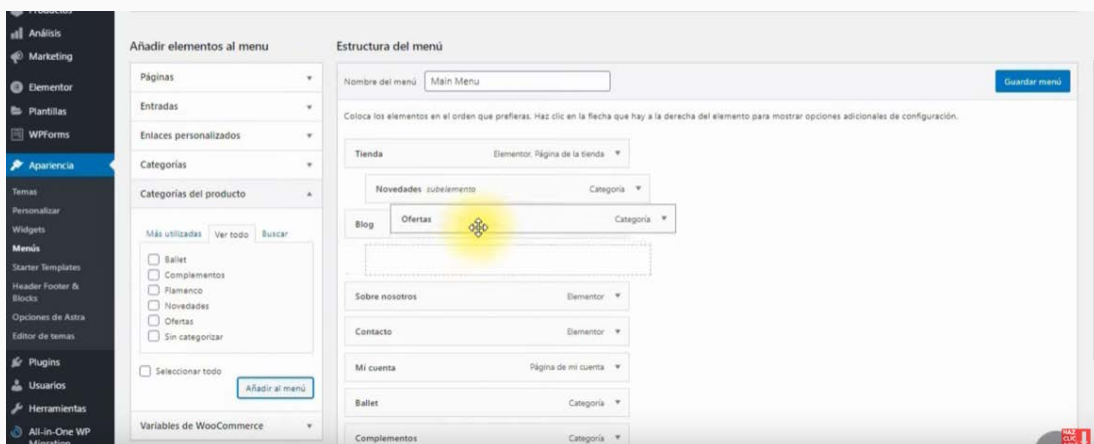 Productos
Análisis
Marketing
Elementor
Plantillas
WPForms
Apariencia
Temas
Personalizar
Widgets
Menús
Starter Templates
Header Footer &
Blocks
Opciones de Astra
Editor de temas
Plugins
Usuarios
Herramientas
All-in-One WP
Migration
Añadir elementos al menu
Páginas
Entradas
Enlaces personalizados
Categorías
Categorías del producto
Más utilizadas Ver todo Buscar
Ballet
Complementos
Flamenco
Novedades
Ofertas
Sin categorizar
Seleccionar todo
Añadir al menú
Variables de WooCommerce
Estructura del menú
Nombre del menú Main Menu
Guardar menú
Coloca los elementos en el orden que prefieras. Haz clic en la flecha que hay a la derecha del elemento para mostrar opciones adicionales de configuración.
Tienda Elementor, Página de la tienda
Novedades subelemento Categoría
Ofertas Categoría
Blog
Sobre nosotros Elementor
Contacto Elementor
Mi cuenta Página de mi cuenta
Ballet Categoría
Complementos Categoría
HAZ
CLIC